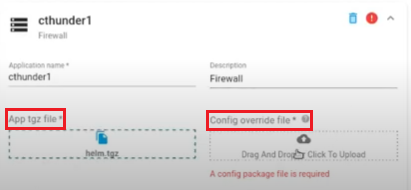 cthunder1
Firewall
Application name *
Description
cthunder1
Firewall
App tgz file *
Config override file *
helm.tgz
Drag And Drop Or Click To Upload
A config package file is required